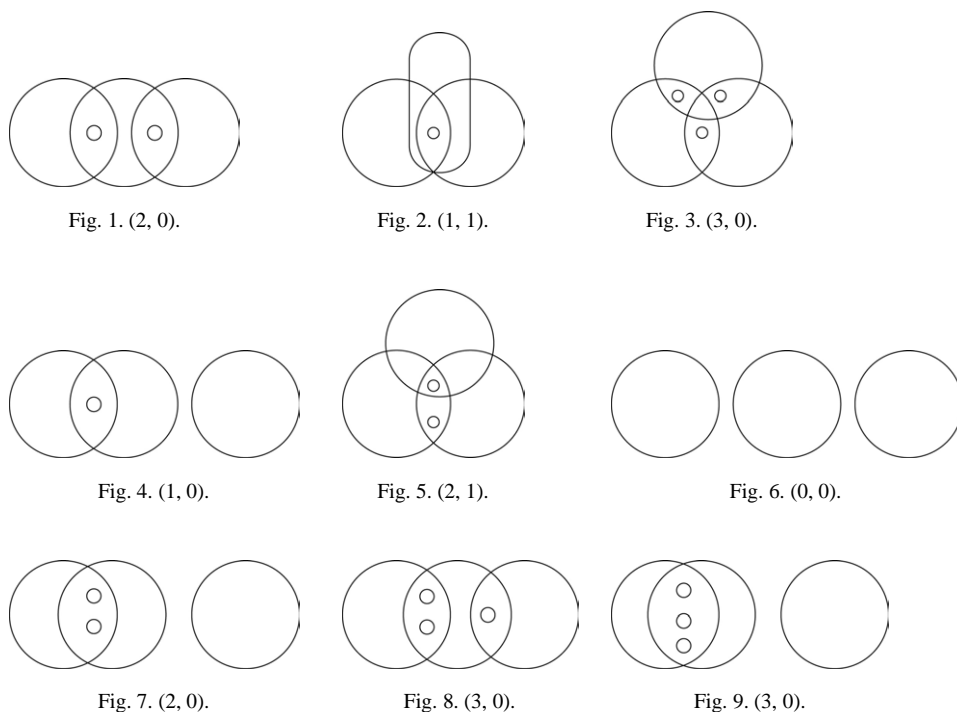 Fig. 1. (2, 0).
Fig. 2. (1, 1).
Fig. 3. (3, 0).
Fig. 4. (1, 0).
Fig. 5. (2, 1).
Fig. 6. (0, 0).
Fig. 7. (2, 0).
Fig. 8. (3, 0).
Fig. 9. (3, 0).